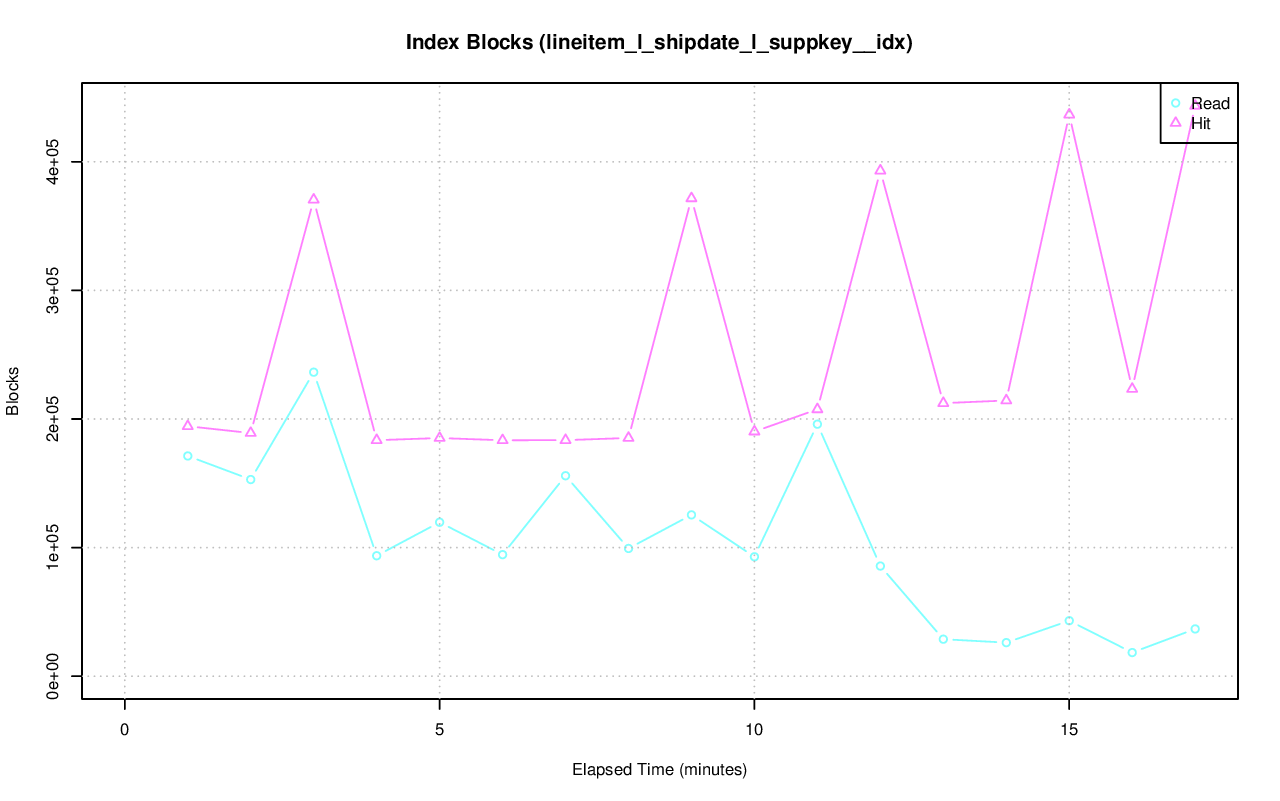 Index Blocks (lineitem_l_shipdate_l_suppkey__idx)
Read
Hit
4e+05
3e+05
2e+05
1e+05
0e+00
Blocks
0
5
10
15
Elapsed Time (minutes)